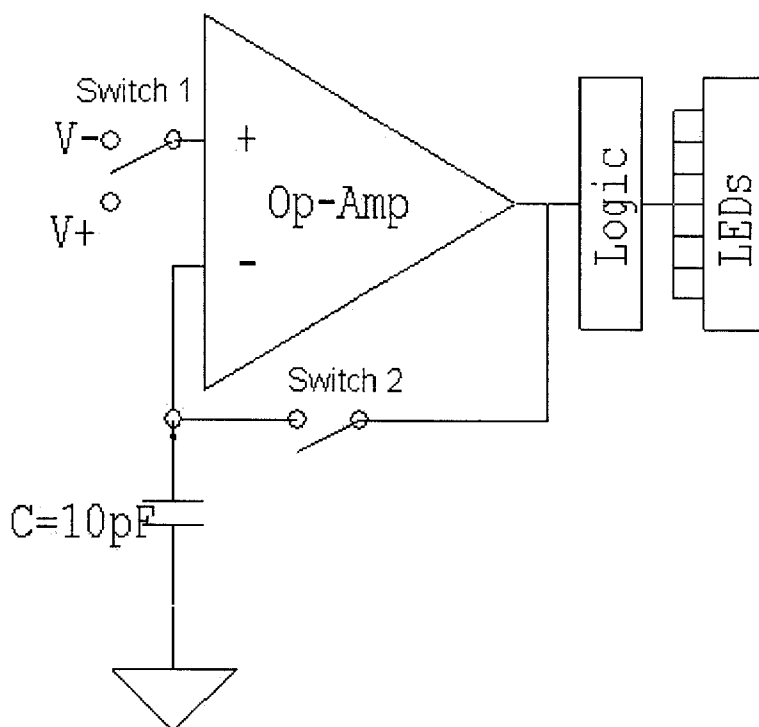 Switch 1
V-
+
Op-Amp
V+
-
Logic
LEDs
Switch 2
C=10pF